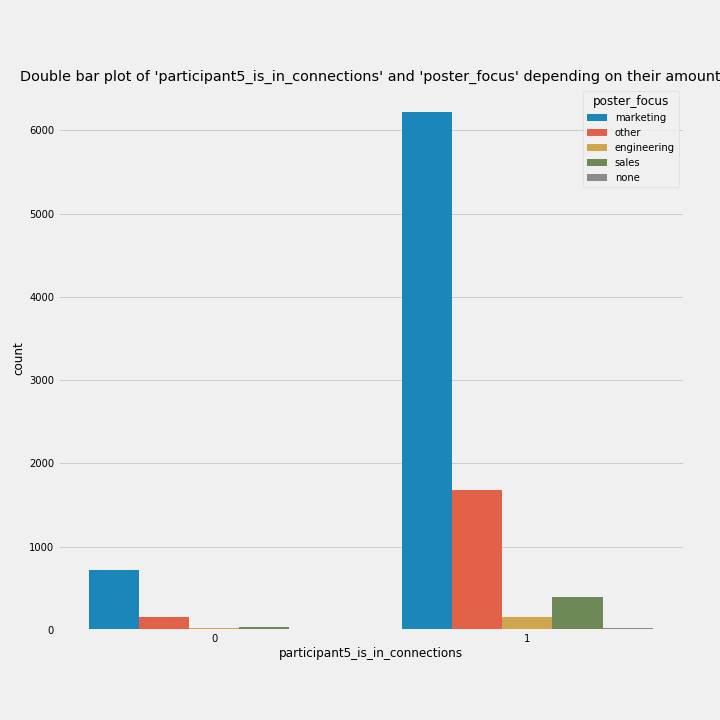 Double bar plot of 'participant5_is_in_connections' and 'poster_focus' depending on their amount
poster_focus
marketing
other
engineering
sales
none
6000
5000
4000
3000
2000
1000
0
count
0
1
participant5_is_in_connections